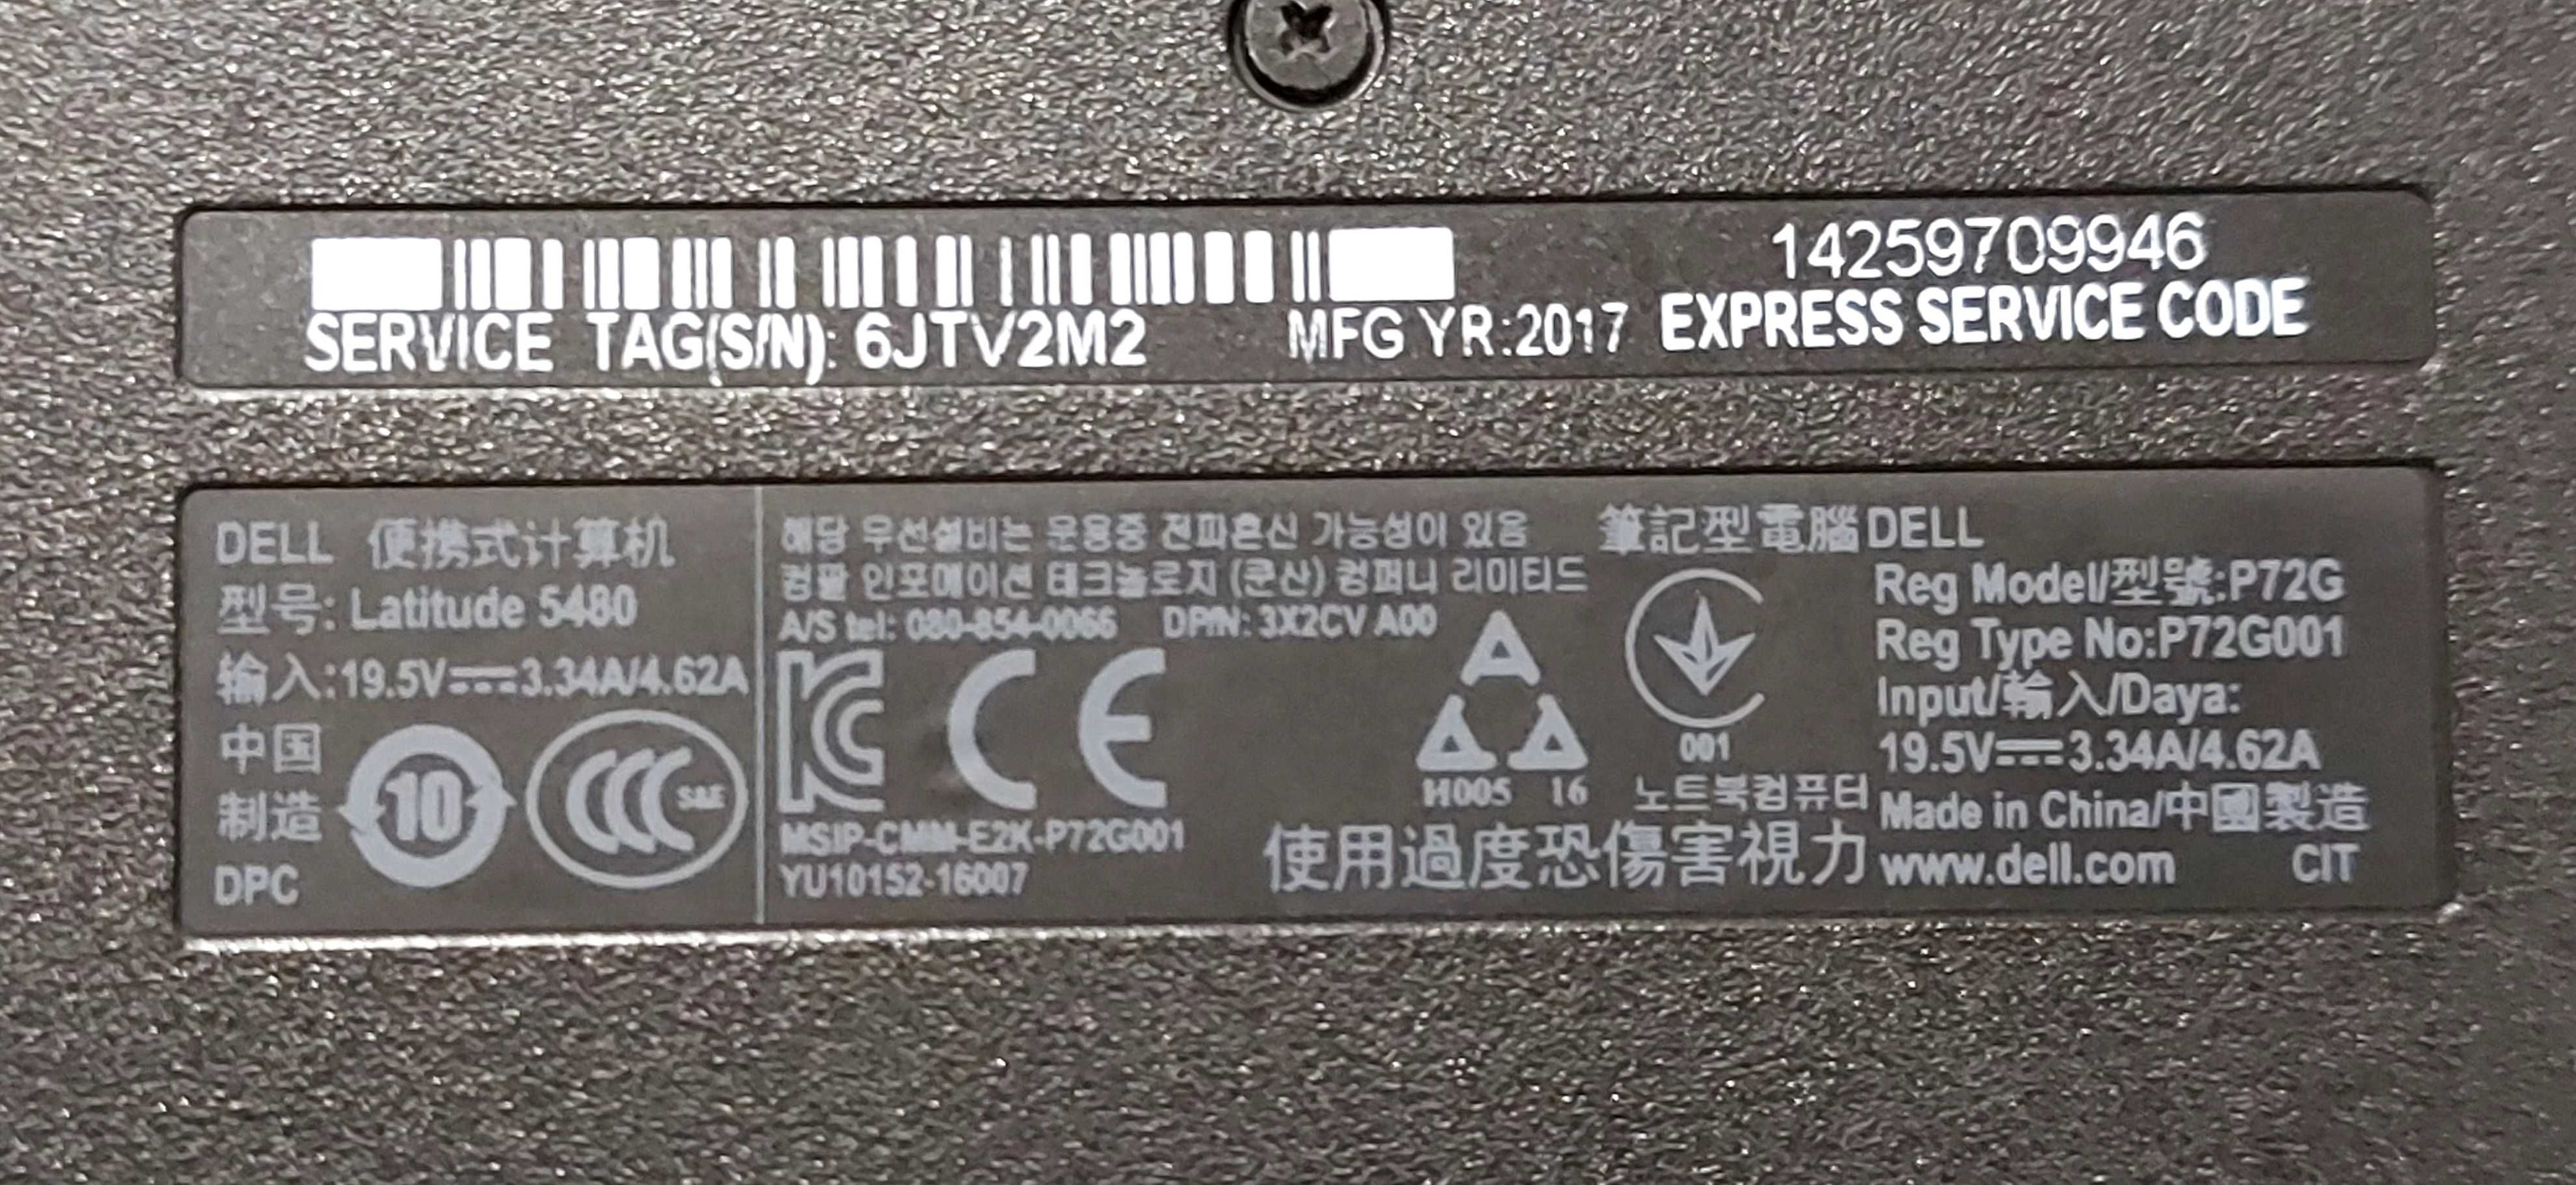 14259709946
SERVICE TAG(S/N): 6JTV2M2 MFG YR:2017 EXPRESS SERVICE CODE
DELL 便携式计算机
型号: Latitude 5480
输入:19.5V⎓3.34A/4.62A
中国
制造
DPC
10
CCC S&E
해당 무선설비는 운용중 전파혼신 가능성이 있음
컴팔 인포메이션 테크놀로지 (쿤산) 컴퍼니 리미티드
A/S tel: 080-854-0066 DP/N: 3X2CV A00
KC CE
MSIP-CMM-E2K-P72G001
YU10152-16007
H005 16
001
노트북컴퓨터
使用過度恐傷害視力
筆記型電腦 DELL
Reg Model/型號:P72G
Reg Type No:P72G001
Input/輸入/Daya:
19.5V⎓3.34A/4.62A
Made in China/中國製造
www.dell.com CIT